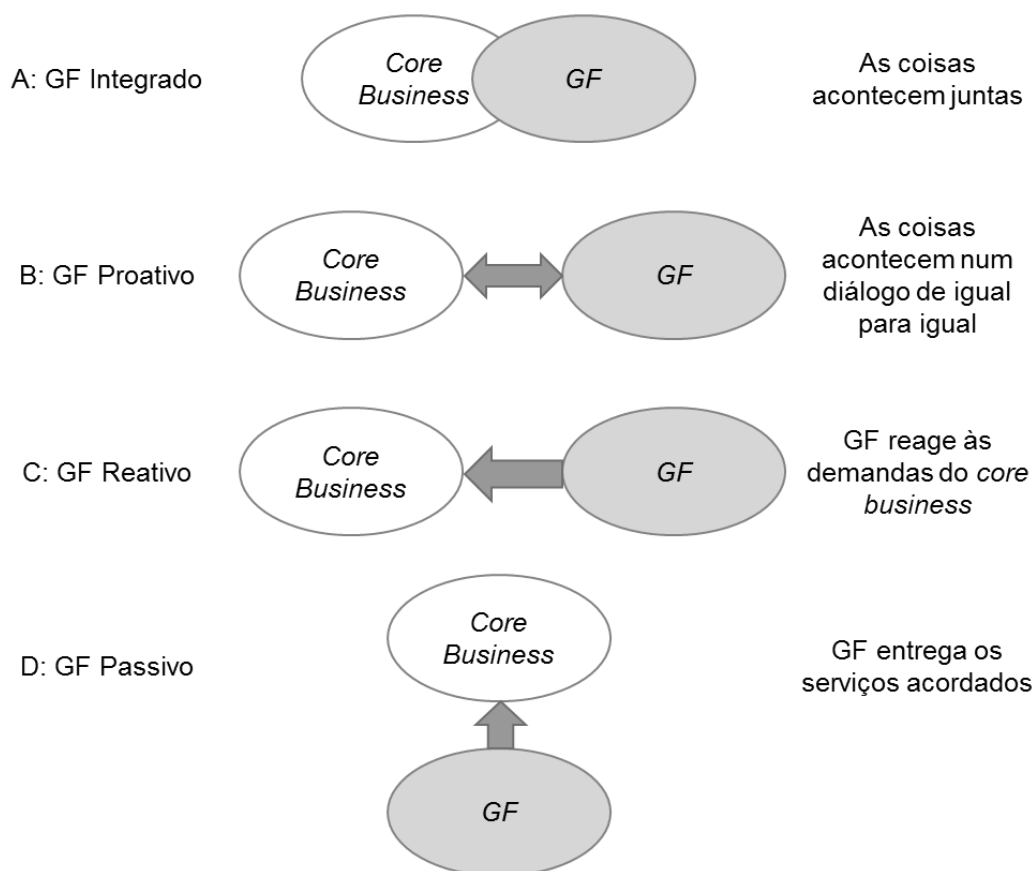 A: GF Integrado
Core
Business
GF
As coisas
acontecem juntas
B: GF Proativo
Core
Business
GF
As coisas
acontecem num
diálogo de igual
para igual
C: GF Reativo
Core
Business
GF
GF reage às
demandas do core
business
D: GF Passivo
Core
Business
GF
GF entrega os
serviços acordados